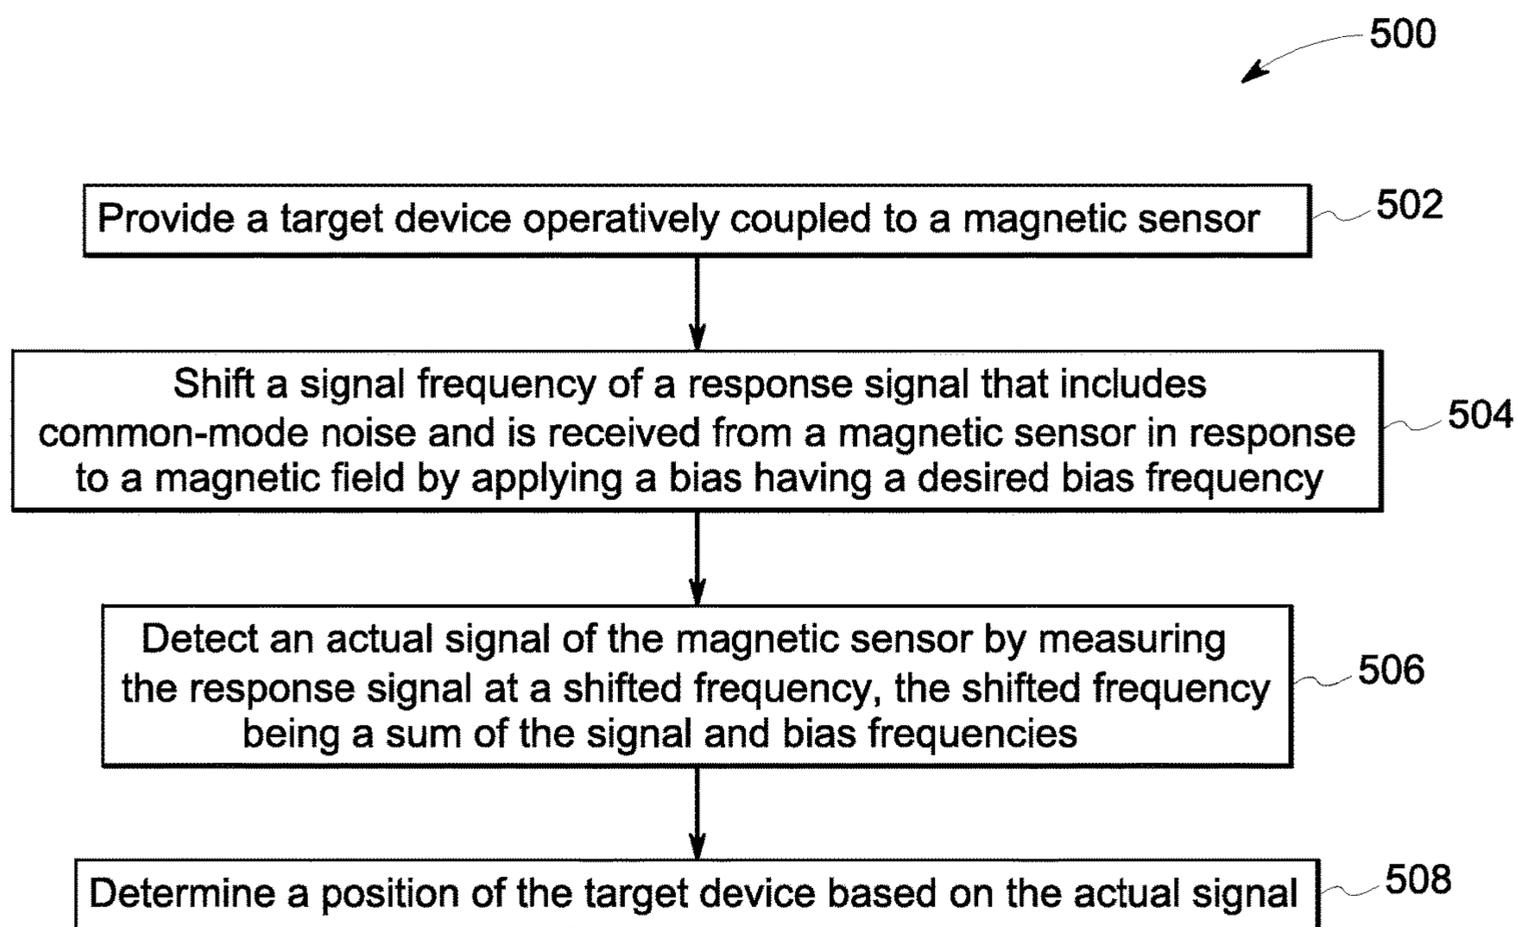 500
Provide a target device operatively coupled to a magnetic sensor
502
Shift a signal frequency of a response signal that includes
common-mode noise and is received from a magnetic sensor in response
to a magnetic field by applying a bias having a desired bias frequency
504
Detect an actual signal of the magnetic sensor by measuring
the response signal at a shifted frequency, the shifted frequency
being a sum of the signal and bias frequencies
506
Determine a position of the target device based on the actual signal
508